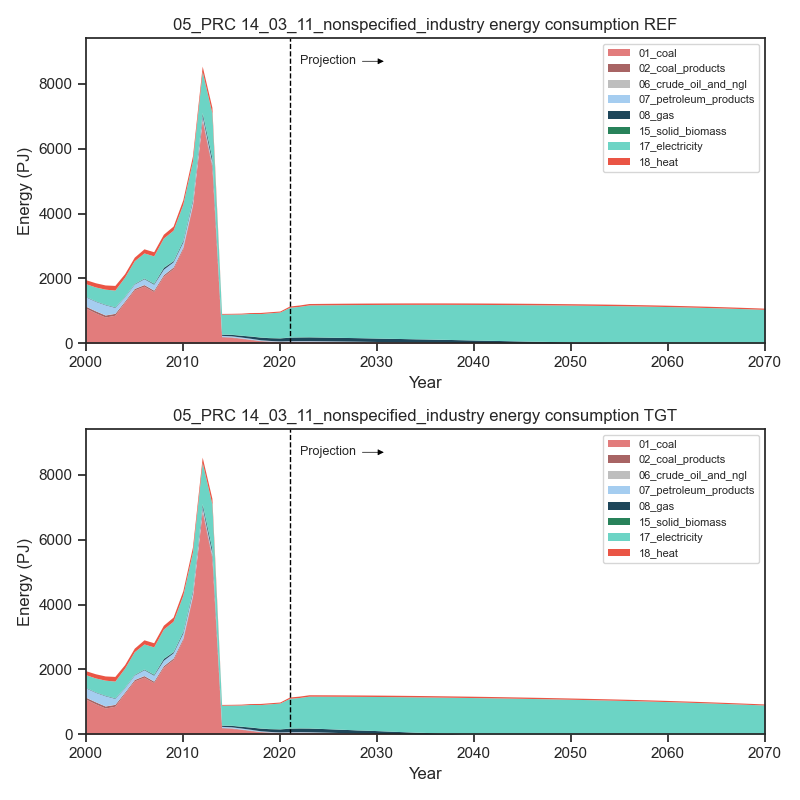 05_PRC 14_03_11_nonspecified_industry energy consumption REF
Projection
01_coal
02_coal_products
06_crude_oil_and_ngl
07_petroleum_products
08_gas
15_solid_biomass
17_electricity
18_heat
8000
6000
4000
2000
0
Energy (PJ)
2000 2010 2020 2030 2040 2050 2060 2070
Year
05_PRC 14_03_11_nonspecified_industry energy consumption TGT
Projection
01_coal
02_coal_products
06_crude_oil_and_ngl
07_petroleum_products
08_gas
15_solid_biomass
17_electricity
18_heat
8000
6000
4000
2000
0
Energy (PJ)
2000 2010 2020 2030 2040 2050 2060 2070
Year